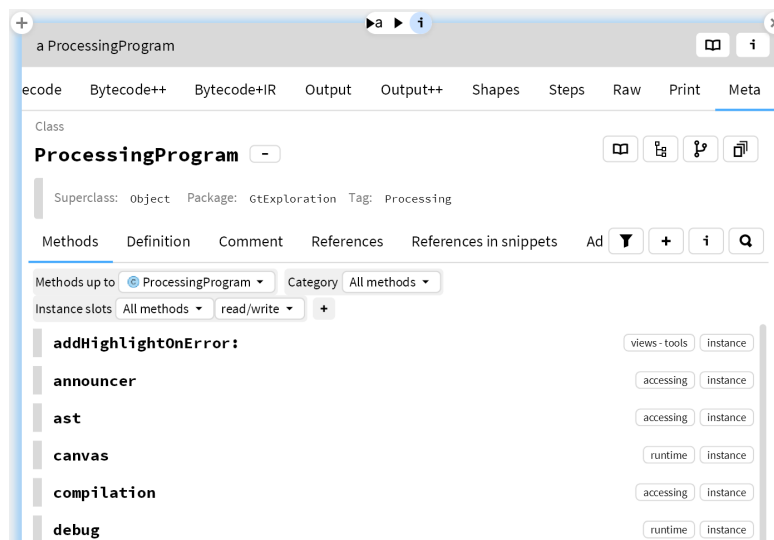 a i
a ProcessingProgram i
ecode Bytecode++ Bytecode+IR Output Output++ Shapes Steps Raw Print Meta
Class
ProcessingProgram -
Superclass: Object Package: GtExploration Tag: Processing
Methods Definition Comment References References in snippets Ad + i
Methods up to © ProcessingProgram Category All methods
Instance slots All methods read/write +
addHighlightOnError: views - tools instance
announcer accessing instance
ast accessing instance
canvas runtime instance
compilation accessing instance
debug runtime instance